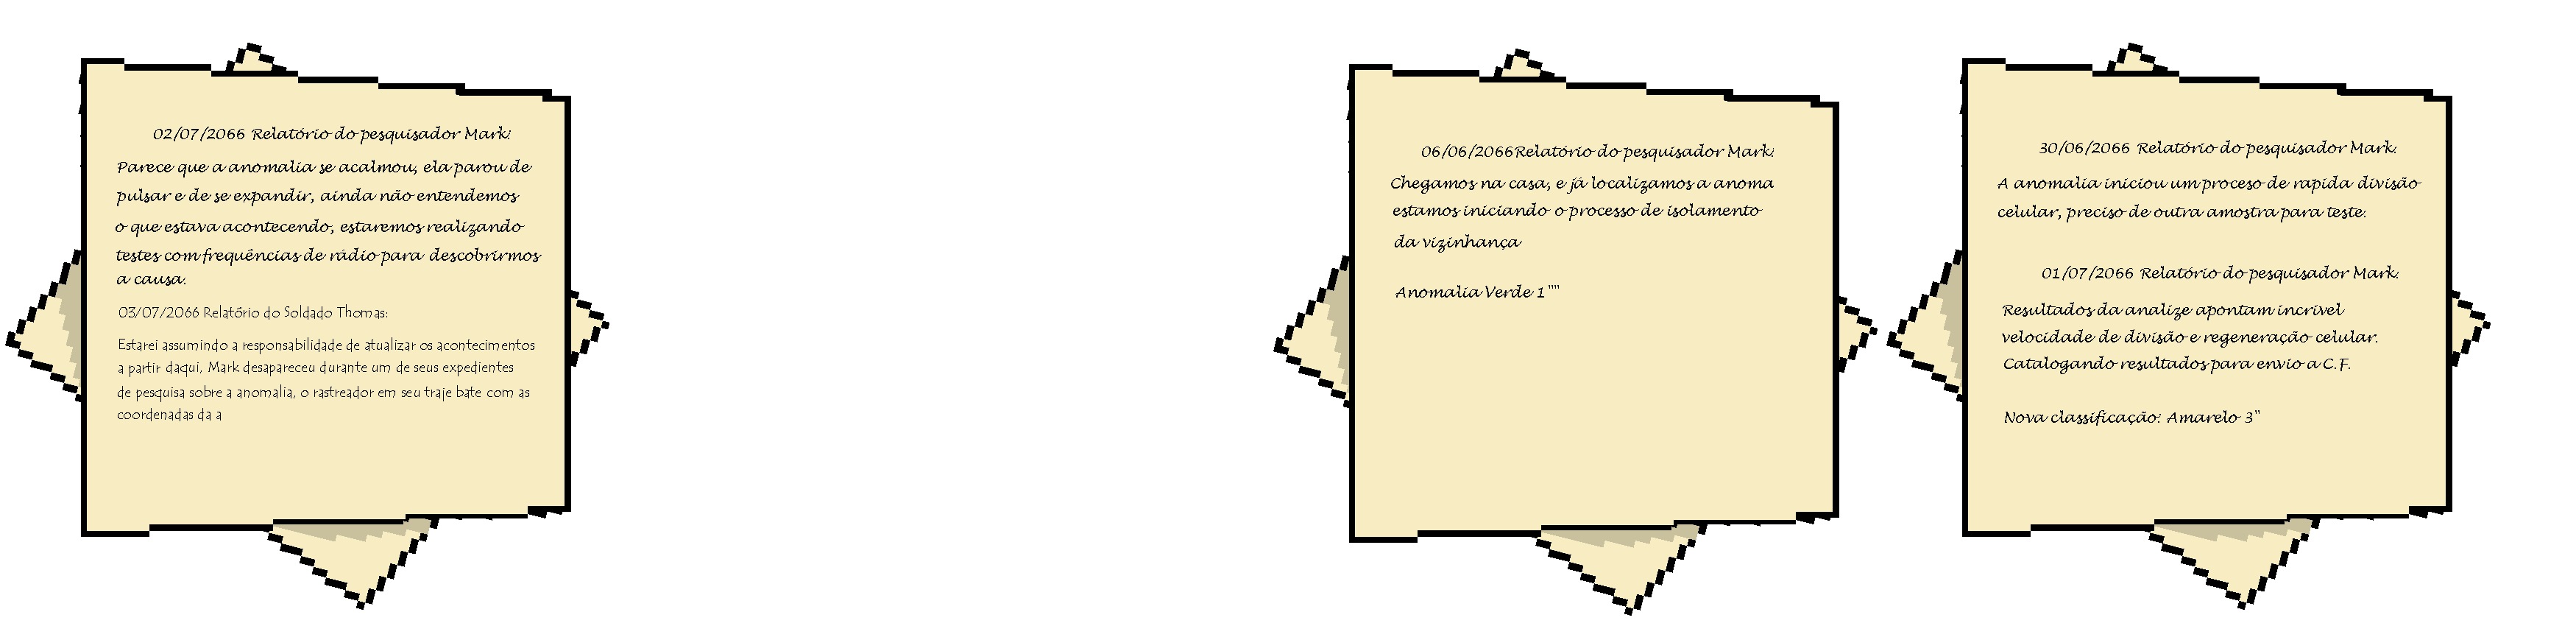 02/07/2066 Relatório do pesquisador Mark:
Parece que a anomalia se acalmou, ela parou de
pulsar e de se expandir, ainda não entendemos
o que estava acontecendo, estaremos realizando
testes com frequências de rádio para descobrirmos
a causa.
03/07/2066 Relatório do Soldado Thomas:
Estarei assumindo a responsabilidade de atualizar os acontecimentos
a partir daqui, Mark desapareceu durante um de seus expedientes
de pesquisa sobre a anomalia, o rastreador em seu traje bate com as
coordenadas da a
06/06/2066Relatório do pesquisador Mark:
Chegamos na casa, e já localizamos a anoma
estamos iniciando o processo de isolamento
da vizinhança
Anomalia Verde 1""
30/06/2066 Relatório do pesquisador Mark:
A anomalia iniciou um proceso de rapida divisão
celular, preciso de outra amostra para teste.
01/07/2066 Relatório do pesquisador Mark:
Resultados da analize apontam incrivel
velocidade de divisão e regeneração celular.
Catalogando resultados para envio a C.F.
Nova classificação: Amarelo 3"